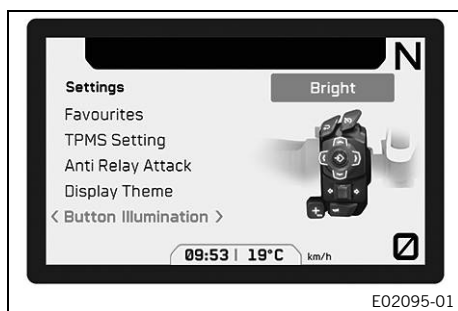 N
Settings
Bright
Favourites
TPMS Setting
Anti Relay Attack
Display Theme
< Button Illumination >
09:53 | 19°C km/h
E02095-01